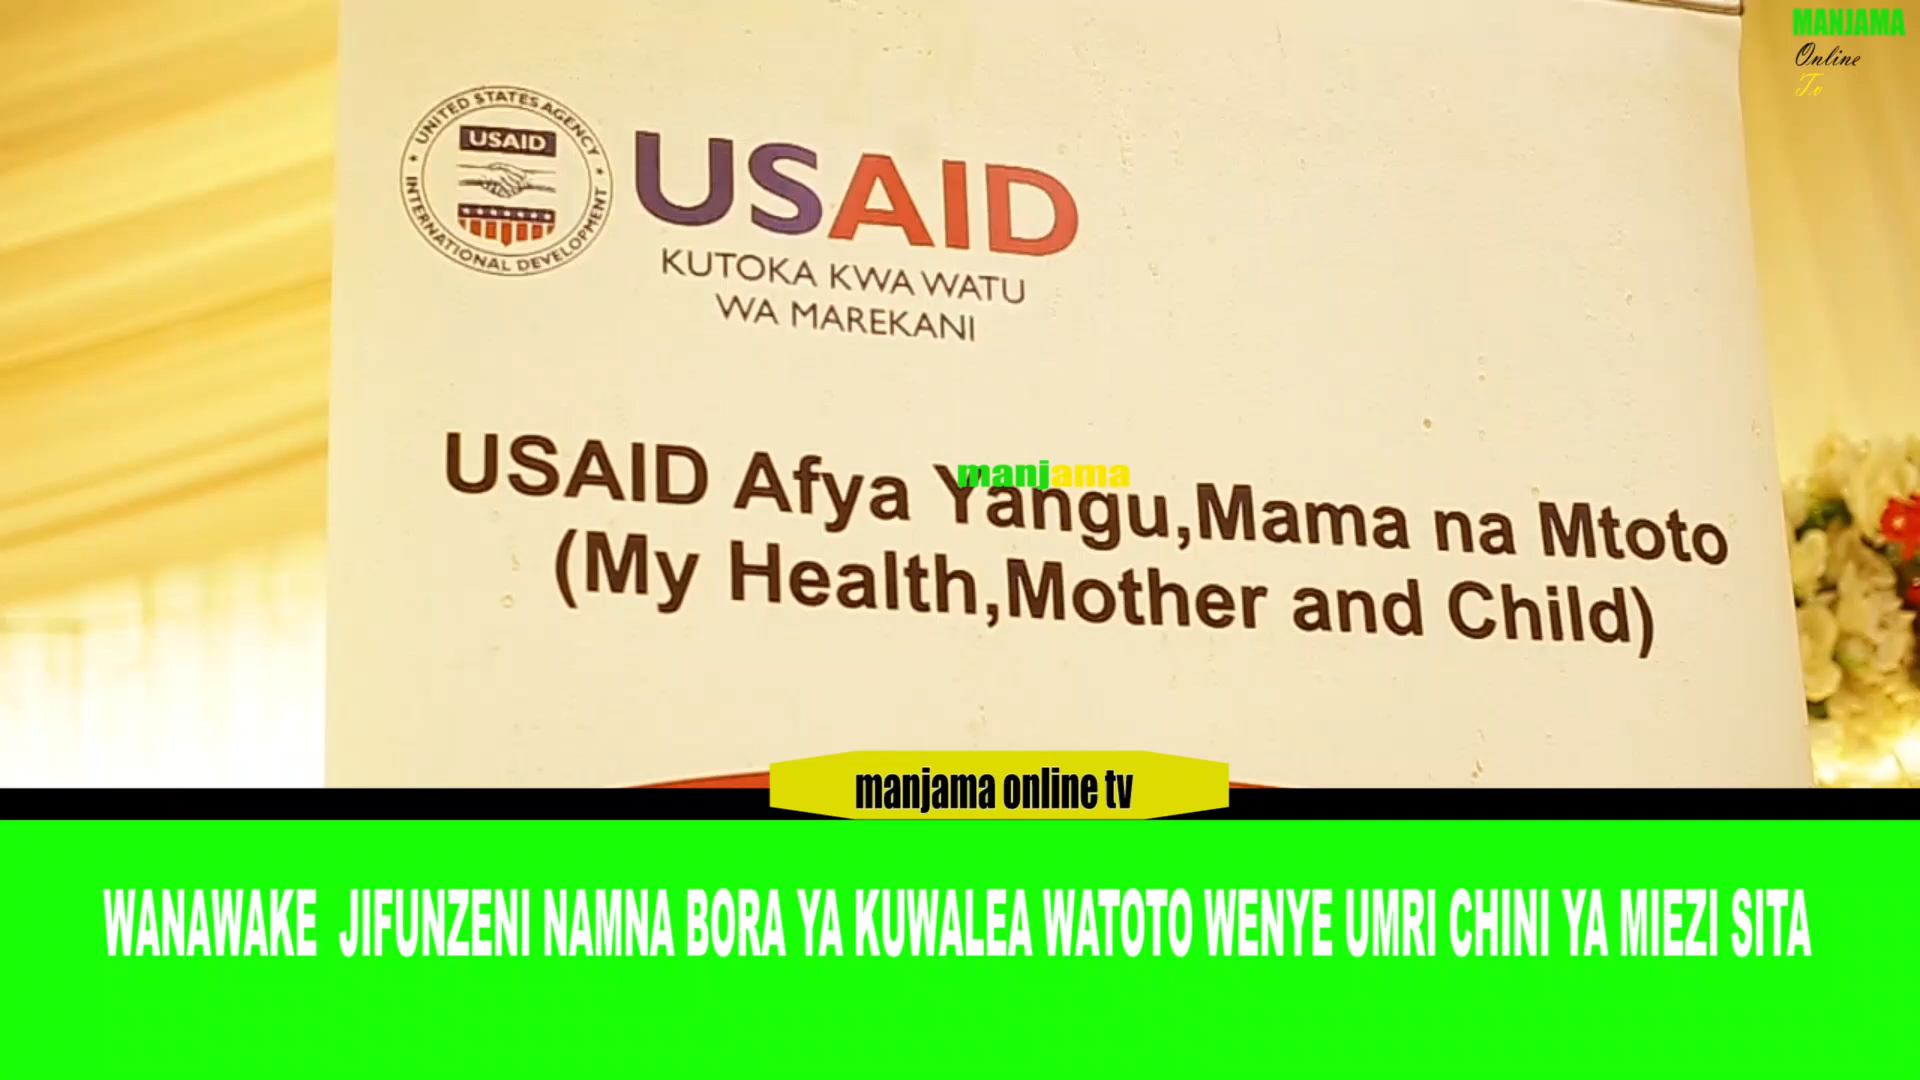 MANJAMA
Online
Tv
UNITED STATES AGENCY
USAID
INTERNATIONAL DEVELOPMENT
USAID
KUTOKA KWA WATU
WA MAREKANI
USAID Afya Yangu,Mama na Mtoto
manjama
(My Health,Mother and Child)
manjama online tv
WANAWAKE JIFUNZENI NAMNA BORA YA KUWALEA WATOTO WENYE UMRI CHINI YA MIEZI SITA